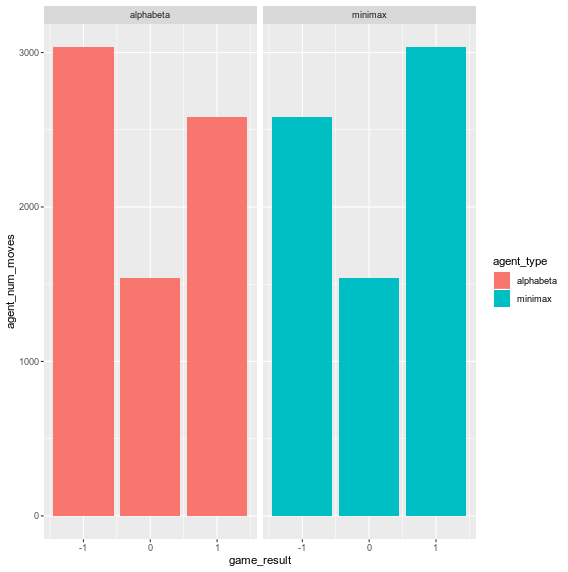 alphabeta
minimax
3000
2000
1000
0
agent_num_moves
-1 0 1
-1 0 1
game_result
agent_type
alphabeta
minimax